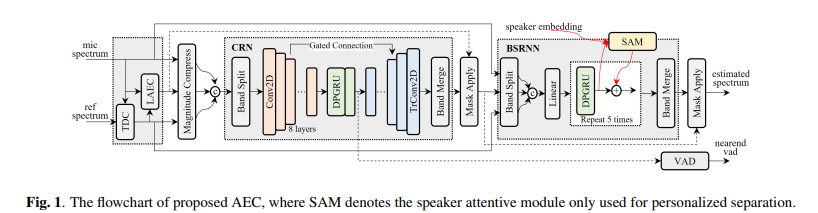 speaker embedding
SAM
mic
spectrum
ref
spectrum
TDC
LAEC
Magnitude Compress
C
CRN
Gated Connection
Band Split
Conv2D
8 layers
DPGRU
TrConv2D
Band Merge
Mask Apply
BSRNN
Band Split
C
Linear
DPGRU
+
Repeat 5 times
Band Merge
Mask Apply
estimated
spectrum
nearend
vad
VAD
Fig. 1. The flowchart of proposed AEC, where SAM denotes the speaker attentive module only used for personalized separation.